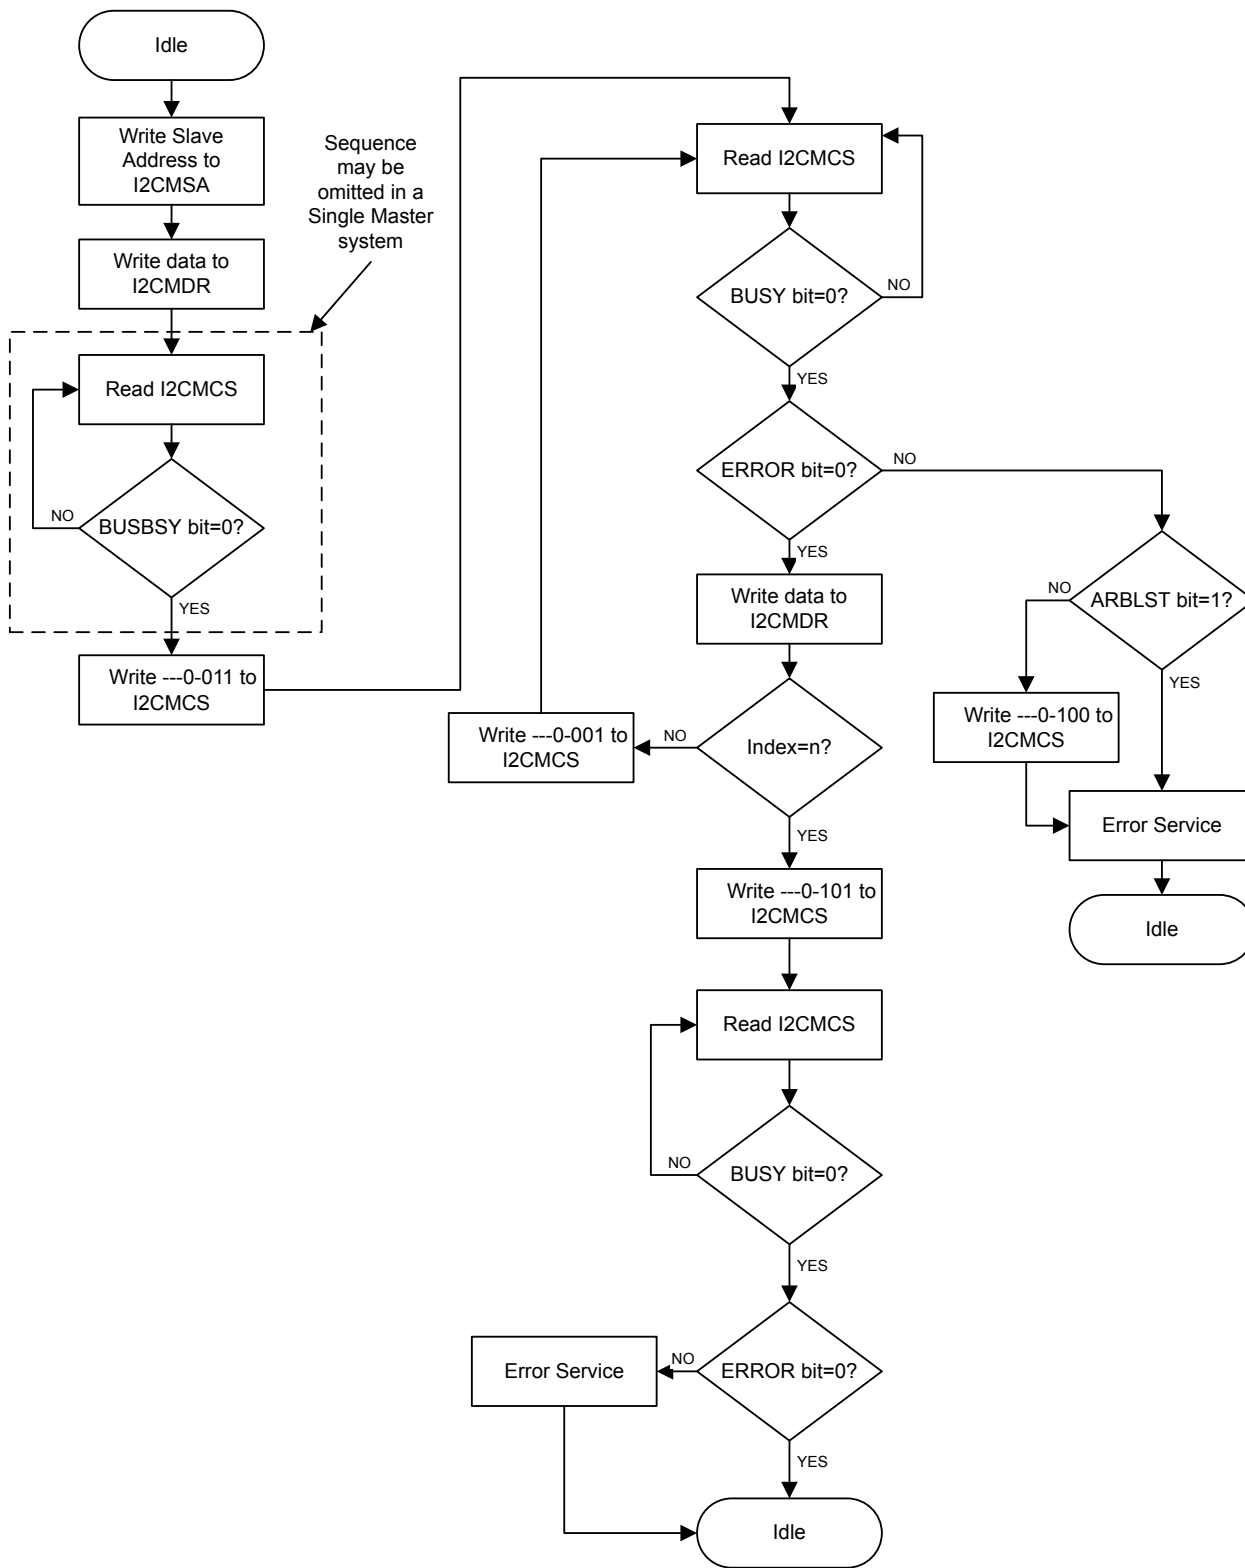 Idle
Write Slave
Address to
I2CMSA
Write data to
I2CMDR
Sequence
may be
omitted in a
Single Master
system
Read I2CMCS
BUSBSY bit=0?
NO
YES
Write ---0-011 to
I2CMCS
Read I2CMCS
BUSY bit=0?
NO
YES
ERROR bit=0?
NO
YES
Write data to
I2CMDR
Index=n?
NO
Write ---0-001 to
I2CMCS
YES
ARBLST bit=1?
NO
YES
Write ---0-100 to
I2CMCS
Error Service
Idle
Write ---0-101 to
I2CMCS
Read I2CMCS
BUSY bit=0?
NO
YES
ERROR bit=0?
NO
Error Service
YES
Idle